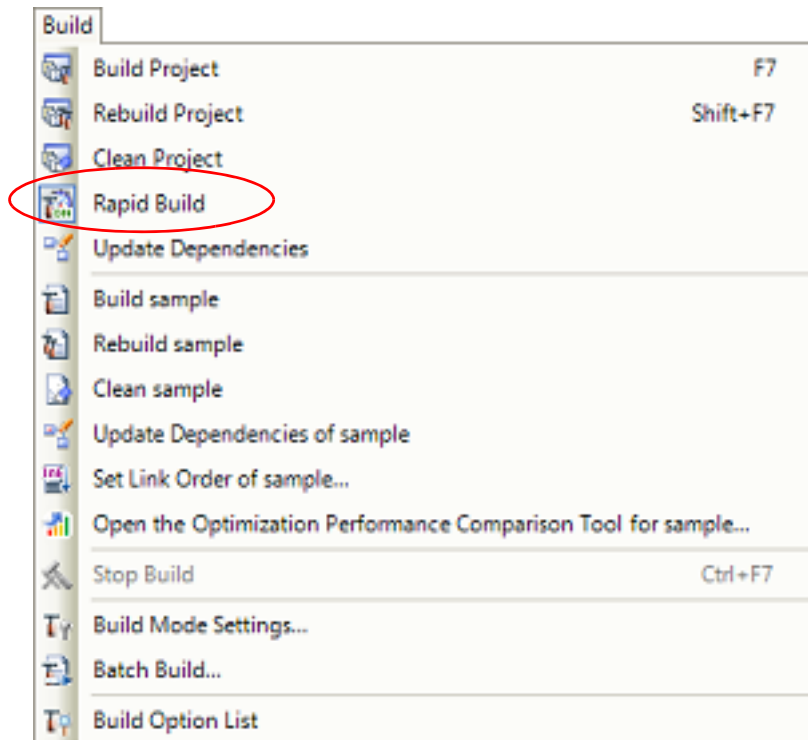 Build
Build Project F7
Rebuild Project Shift+F7
Clean Project
Rapid Build
Update Dependencies
Build sample
Rebuild sample
Clean sample
Update Dependencies of sample
Set Link Order of sample...
Open the Optimization Performance Comparison Tool for sample...
Stop Build Ctrl+F7
Build Mode Settings...
Batch Build...
Build Option List